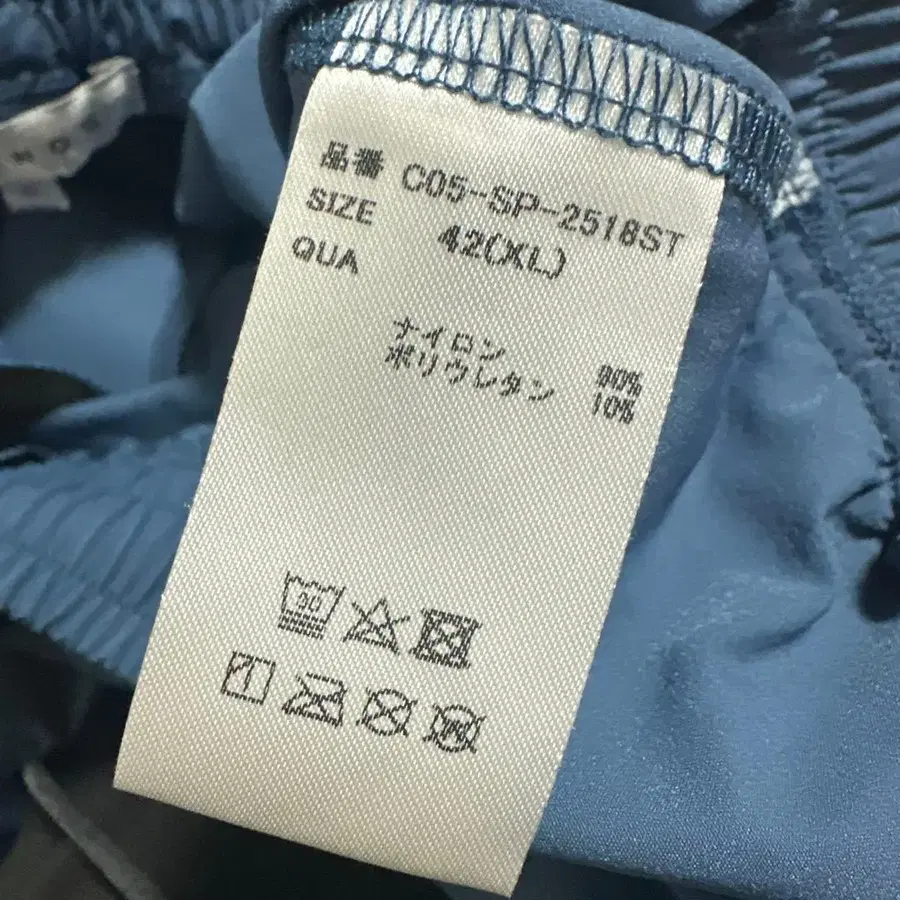 品番 C05-SP-2518ST
SIZE 42(XL)
QUA
ナイロン 90%
ポリウレタン 10%
30